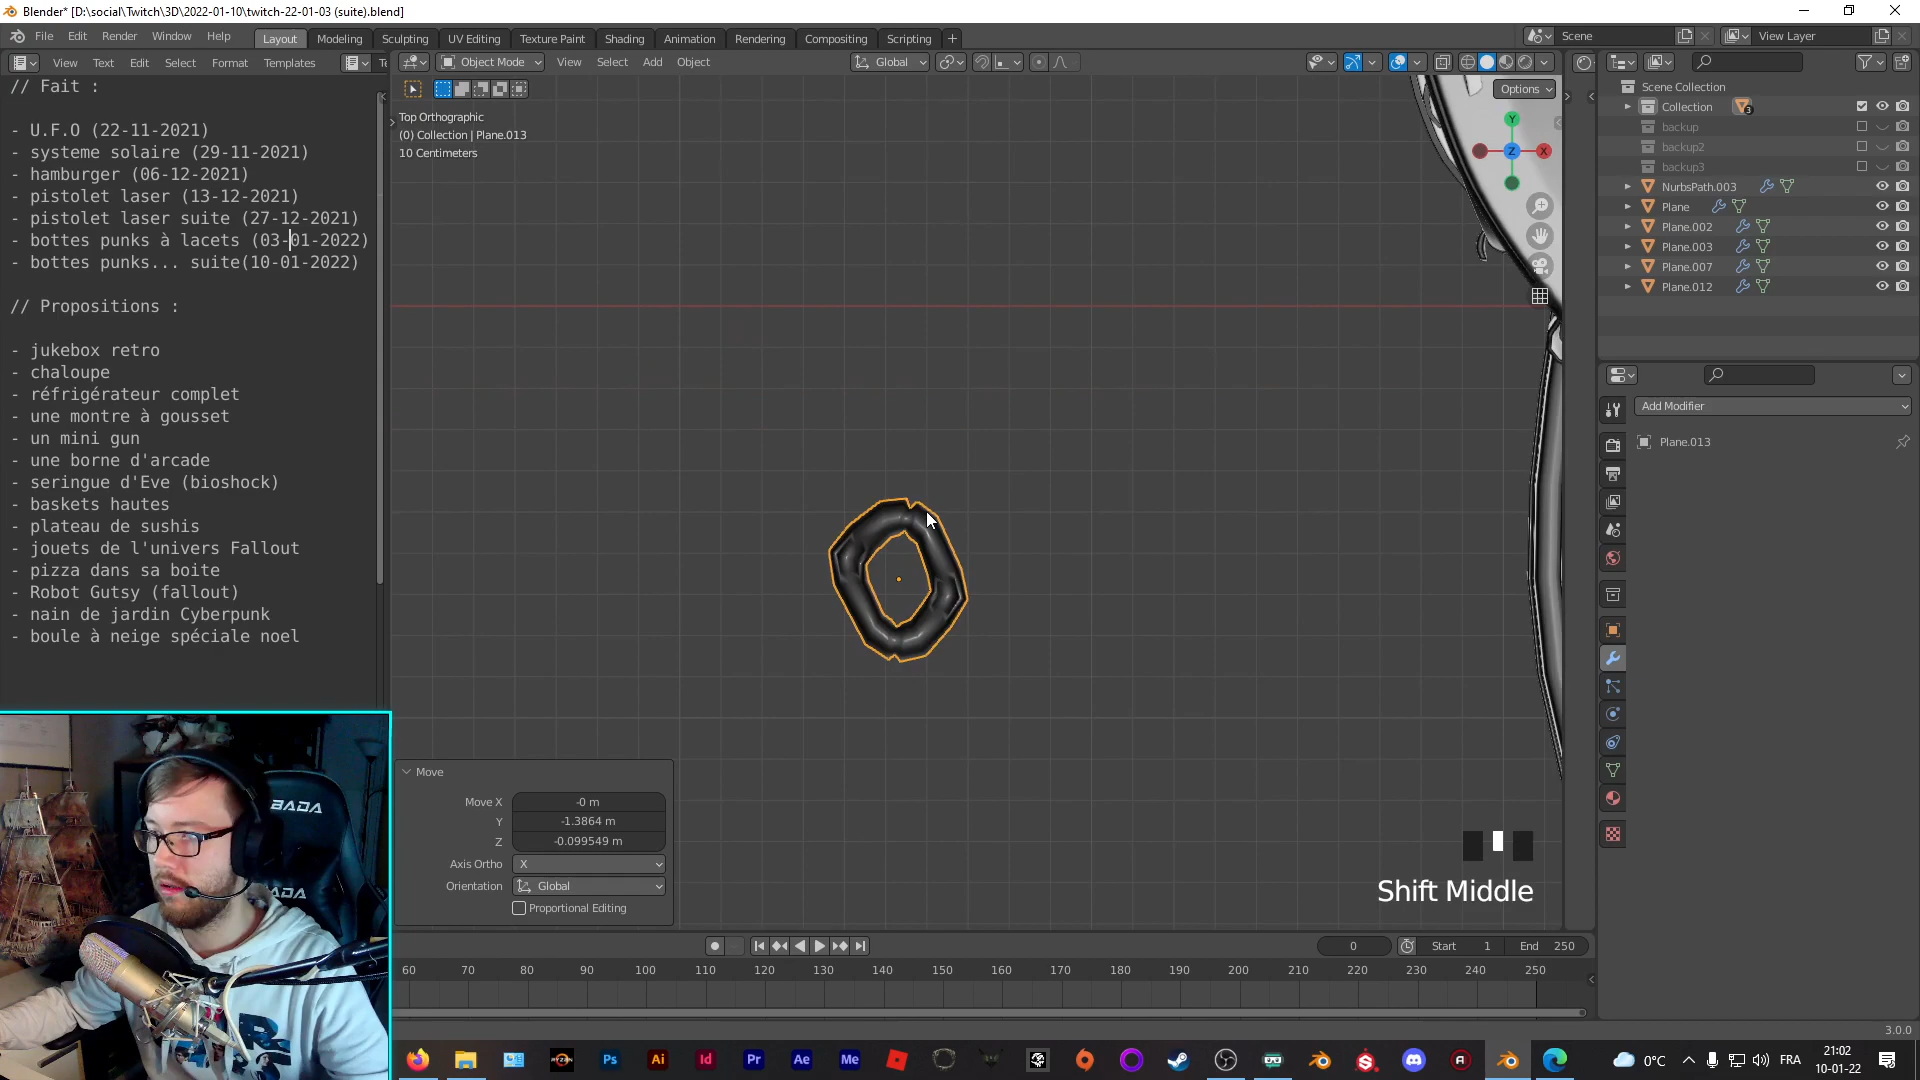 Blender* [D:\social\Twitch\3D\2022-01-10\twitch-22-01-03 (suite).blend]
File Edit Render Window Help
Layout Modeling Sculpting UV Editing Texture Paint Shading Animation Rendering Compositing Scripting
Scene
View Layer
View Text Edit Select Format Templates
Object Mode View Select Add Object
Global
Options
// Fait :
- U.F.O (22-11-2021)
- systeme solaire (29-11-2021)
- hamburger (06-12-2021)
- pistolet laser (13-12-2021)
- pistolet laser suite (27-12-2021)
- bottes punks à lacets (03-01-2022)
- bottes punks... suite(10-01-2022)
// Propositions :
- jukebox retro
- chaloupe
- réfrigérateur complet
- une montre à gousset
- un mini gun
- une borne d'arcade
- seringue d'Eve (bioshock)
- baskets hautes
- plateau de sushis
- jouets de l'univers Fallout
- pizza dans sa boite
- Robot Gutsy (fallout)
- nain de jardin Cyberpunk
- boule à neige spéciale noel
Top Orthographic
(0) Collection | Plane.013
10 Centimeters
Y
Z
X
Scene Collection
Collection
3
backup
backup2
backup3
NurbsPath.003
Plane
Plane.002
Plane.003
Plane.007
Plane.012
Add Modifier
Plane.013
Move
Move X -0 m
Y -1.3864 m
Z -0.099549 m
Axis Ortho X
Orientation Global
Proportional Editing
Shift Middle
BADA
0
Start 1
End 250
60 70 80 90 100 110 120 130 140 150 160 170 180 190 200 210 220 230 240 250
3.0.0
RYZEN
Ps Ai Id Pr Ae Me
0°C
FRA
21:02
10-01-22